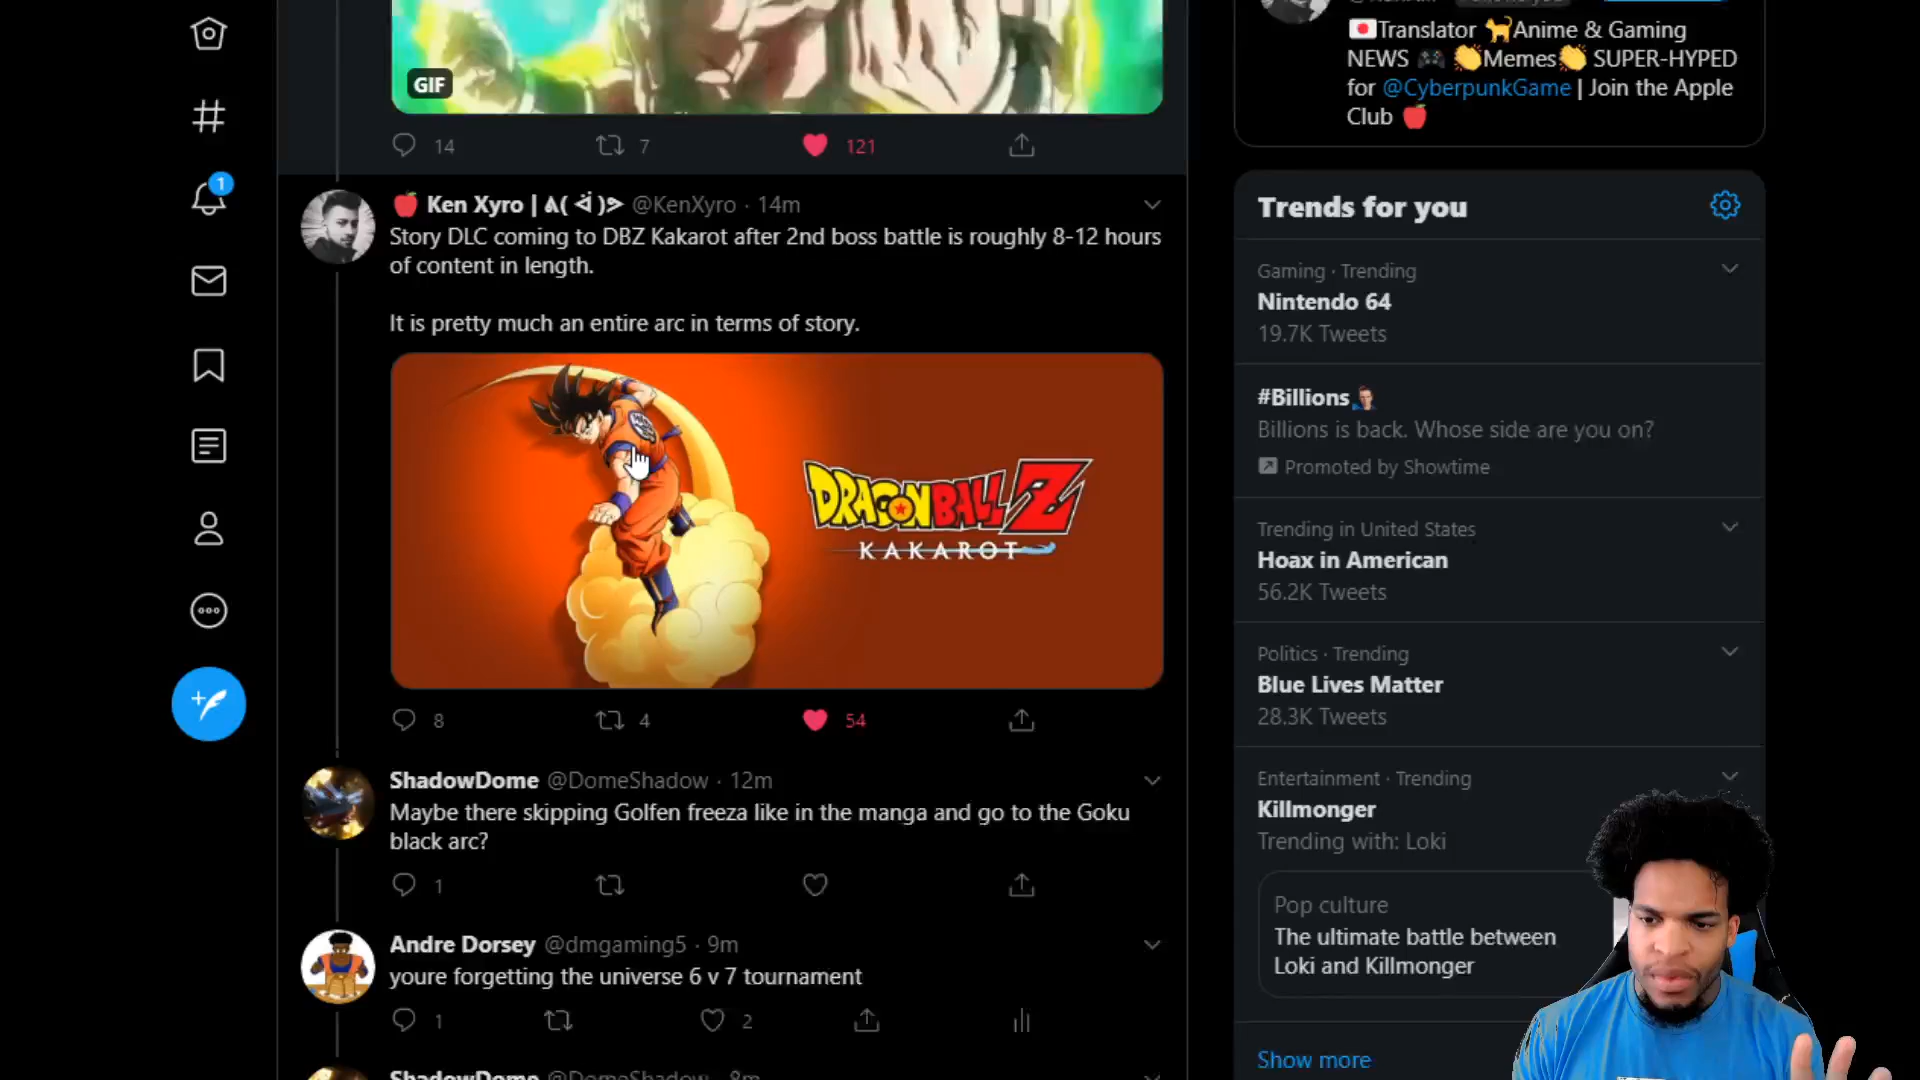 GIF
14
7
121
🍎 Ken Xyro | @KenXyro · 14m
Story DLC coming to DBZ Kakarot after 2nd boss battle is roughly 8-12 hours
of content in length.
It is pretty much an entire arc in terms of story.
DRAGON BALL Z
KAKAROT
8
4
54
ShadowDome @DomeShadow · 12m
Maybe there skipping Golfen freeza like in the manga and go to the Goku
black arc?
1
Andre Dorsey @dmgaming5 · 9m
youre forgetting the universe 6 v 7 tournament
1
2
ShadowDome @DomeShadow · 8m
1
🇯🇵Translator 🐈Anime & Gaming
NEWS 🎮 👏Memes👏 SUPER-HYPED
for @CyberpunkGame | Join the Apple
Club 🍎
Trends for you
Gaming · Trending
Nintendo 64
19.7K Tweets
#Billions
Billions is back. Whose side are you on?
Promoted by Showtime
Trending in United States
Hoax in American
56.2K Tweets
Politics · Trending
Blue Lives Matter
28.3K Tweets
Entertainment · Trending
Killmonger
Trending with: Loki
Pop culture
The ultimate battle between
Loki and Killmonger
Show more